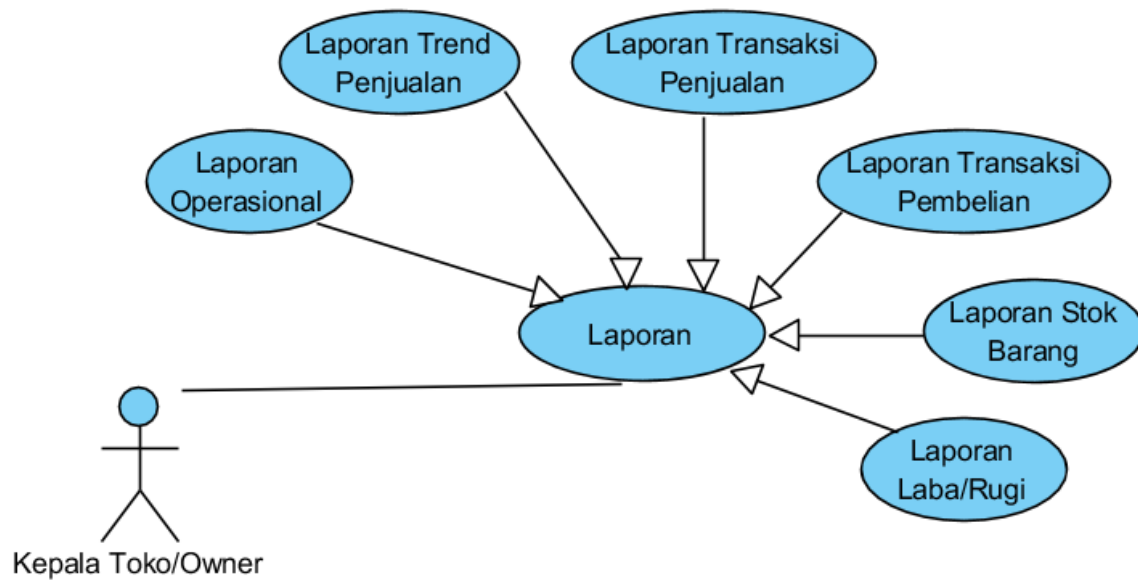 Laporan Trend
Penjualan
Laporan Transaksi
Penjualan
Laporan
Operasional
Laporan Transaksi
Pembelian
Laporan
Laporan Stok
Barang
Laporan
Laba/Rugi
Kepala Toko/Owner